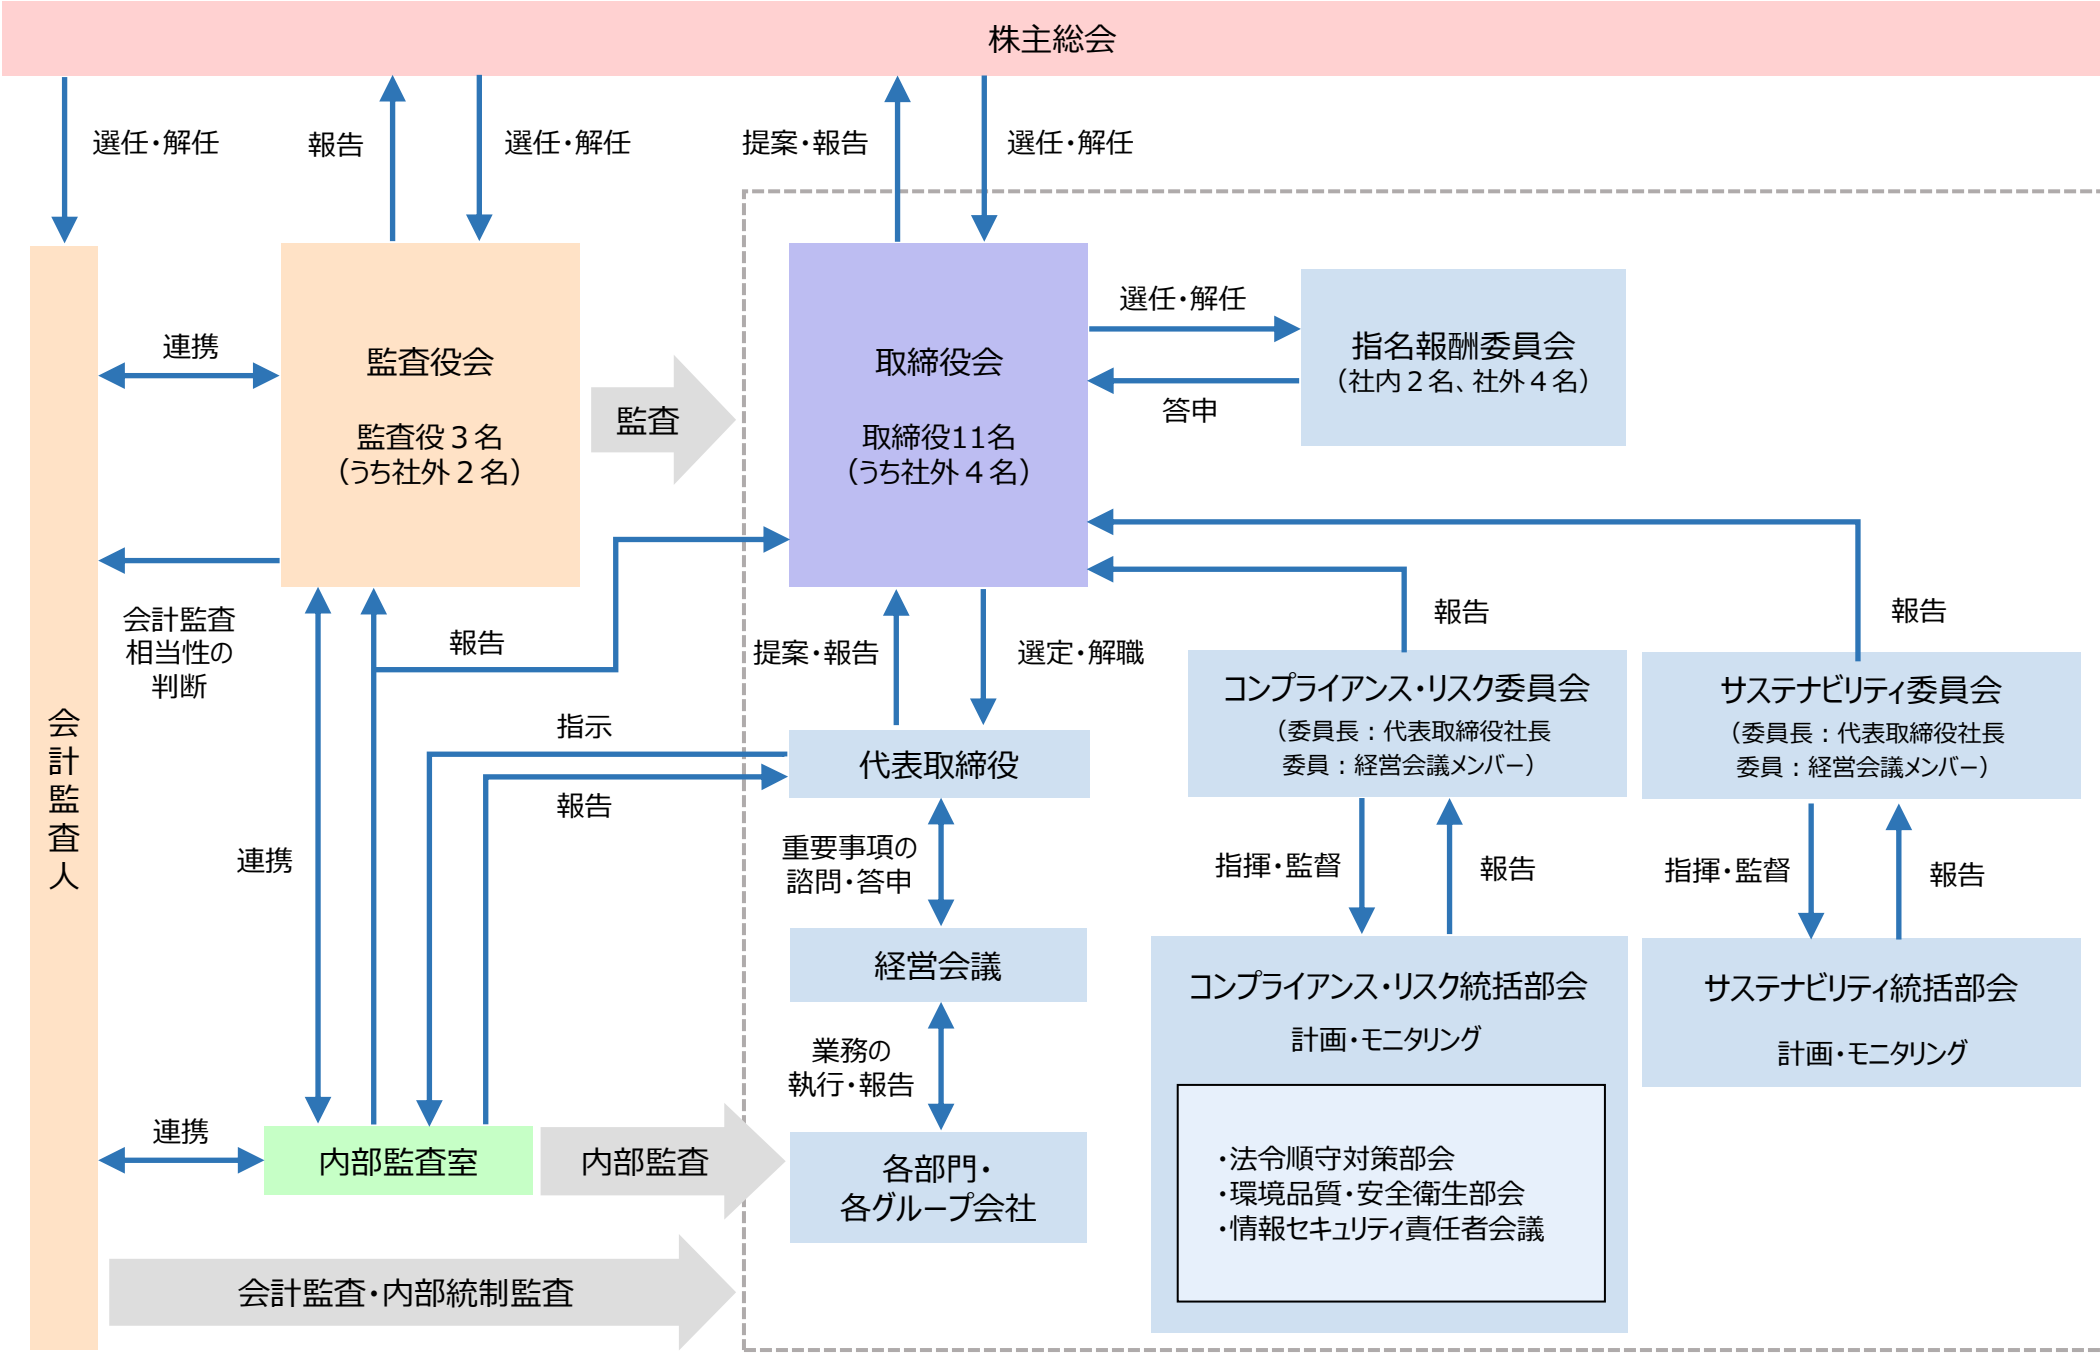 株主総会
選任・解任
報告
選任・解任
提案・報告
選任・解任
監査役会
監査役３名
（うち社外２名）
連携
監査
取締役会
取締役11名
（うち社外４名）
選任・解任
答申
指名報酬委員会
（社内２名、社外４名）
会計監査
相当性の
判断
報告
提案・報告
選定・解職
報告
報告
会計監査人
指示
報告
代表取締役
コンプライアンス・リスク委員会
（委員長：代表取締役社長
委員：経営会議メンバー）
サステナビリティ委員会
（委員長：代表取締役社長
委員：経営会議メンバー）
連携
重要事項の
諮問・答申
指揮・監督
報告
指揮・監督
報告
経営会議
コンプライアンス・リスク統括部会
計画・モニタリング
サステナビリティ統括部会
計画・モニタリング
業務の
執行・報告
連携
内部監査室
内部監査
各部門・
各グループ会社
・法令順守対策部会
・環境品質・安全衛生部会
・情報セキュリティ責任者会議
会計監査・内部統制監査